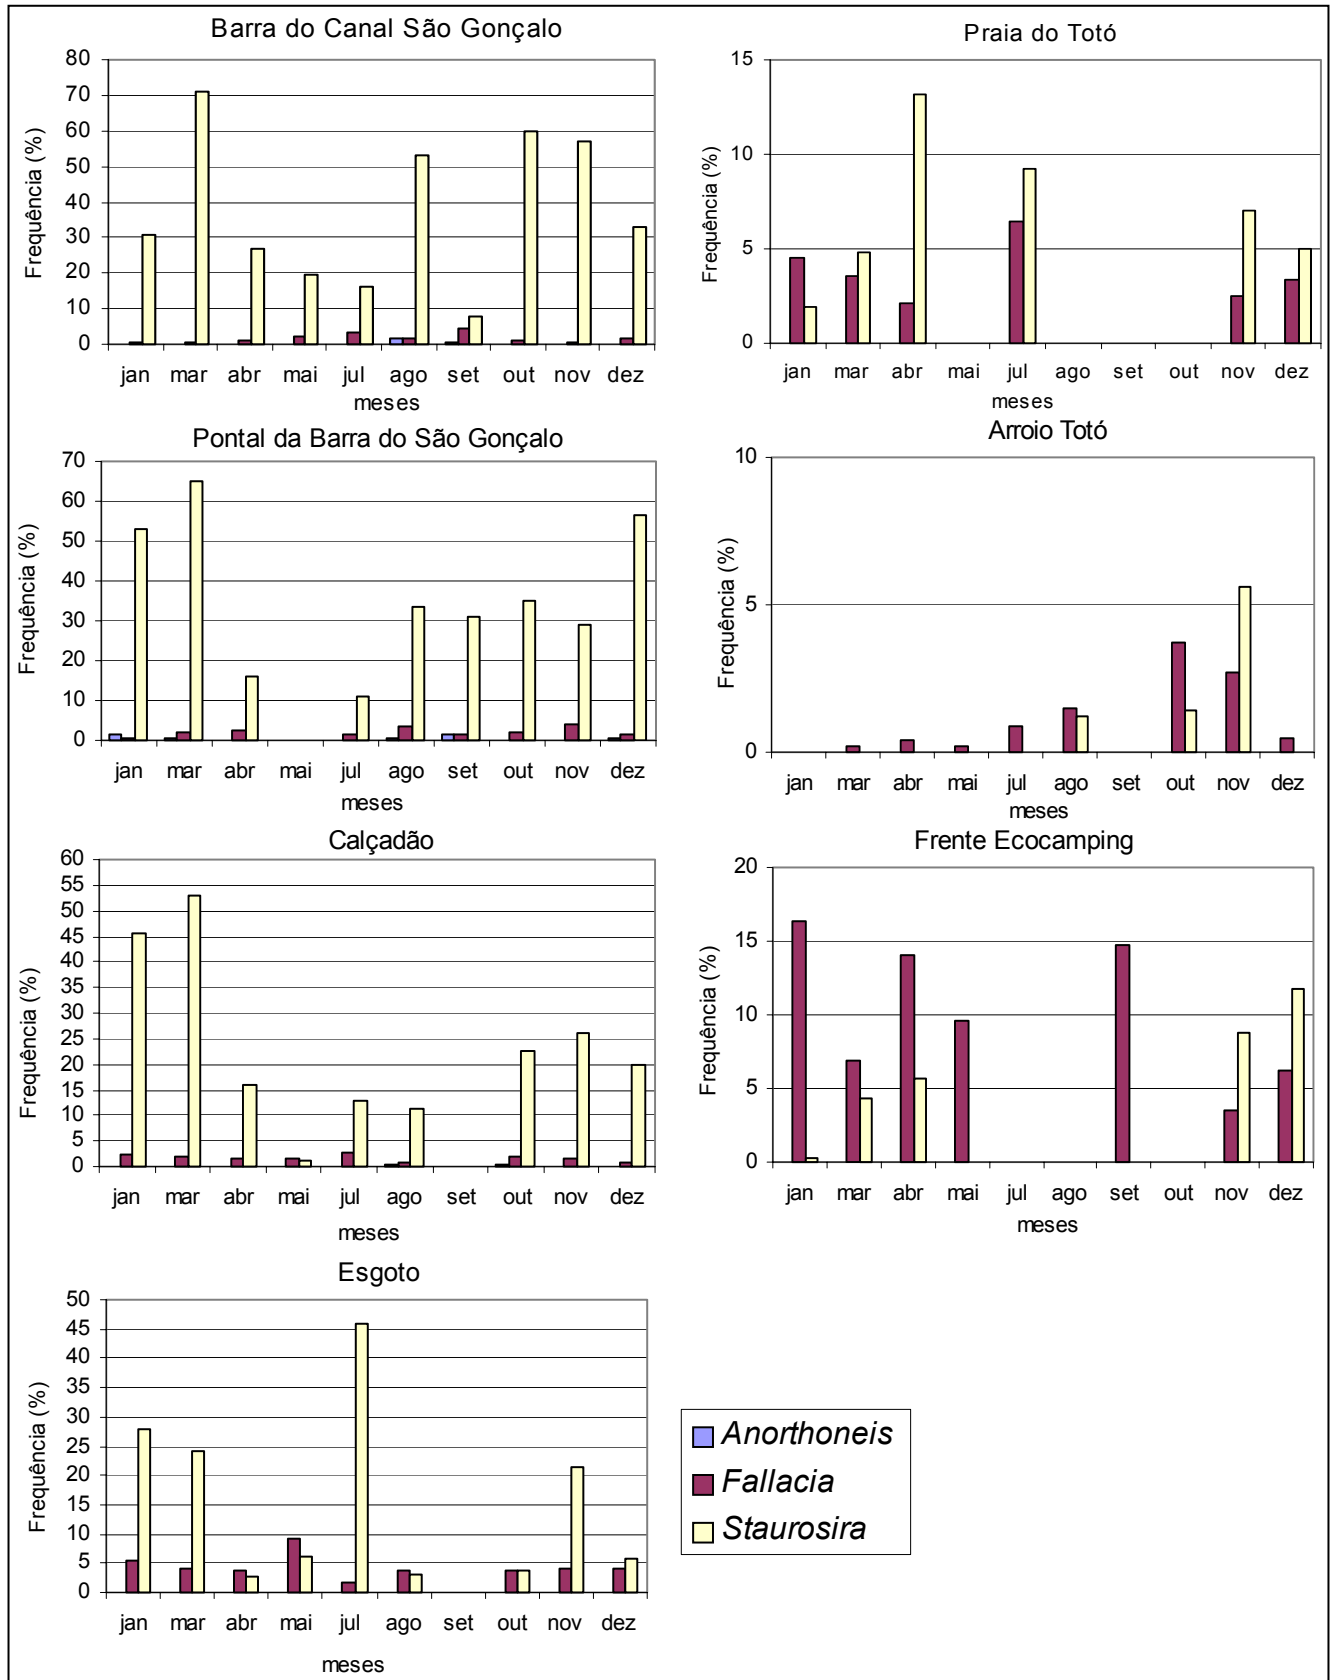 Barra do Canal São Gonçalo
Frequência (%)
80
70
60
50
40
30
20
10
0
jan mar abr mai jul ago set out nov dez
meses
Praia do Totó
Frequência (%)
15
10
5
0
jan mar abr mai jul ago set out nov dez
meses
Pontal da Barra do São Gonçalo
Frequência (%)
70
60
50
40
30
20
10
0
jan mar abr mai jul ago set out nov dez
meses
Arroio Totó
Frequência (%)
10
5
0
jan mar abr mai jul ago set out nov dez
meses
Calçadão
Frequência (%)
60
55
50
45
40
35
30
25
20
15
10
5
0
jan mar abr mai jul ago set out nov dez
meses
Frente Ecocamping
Frequência (%)
20
15
10
5
0
jan mar abr mai jul ago set out nov dez
meses
Esgoto
Frequência (%)
50
45
40
35
30
25
20
15
10
5
0
jan mar abr mai jul ago set out nov dez
meses
Anorthoneis
Fallacia
Staurosira